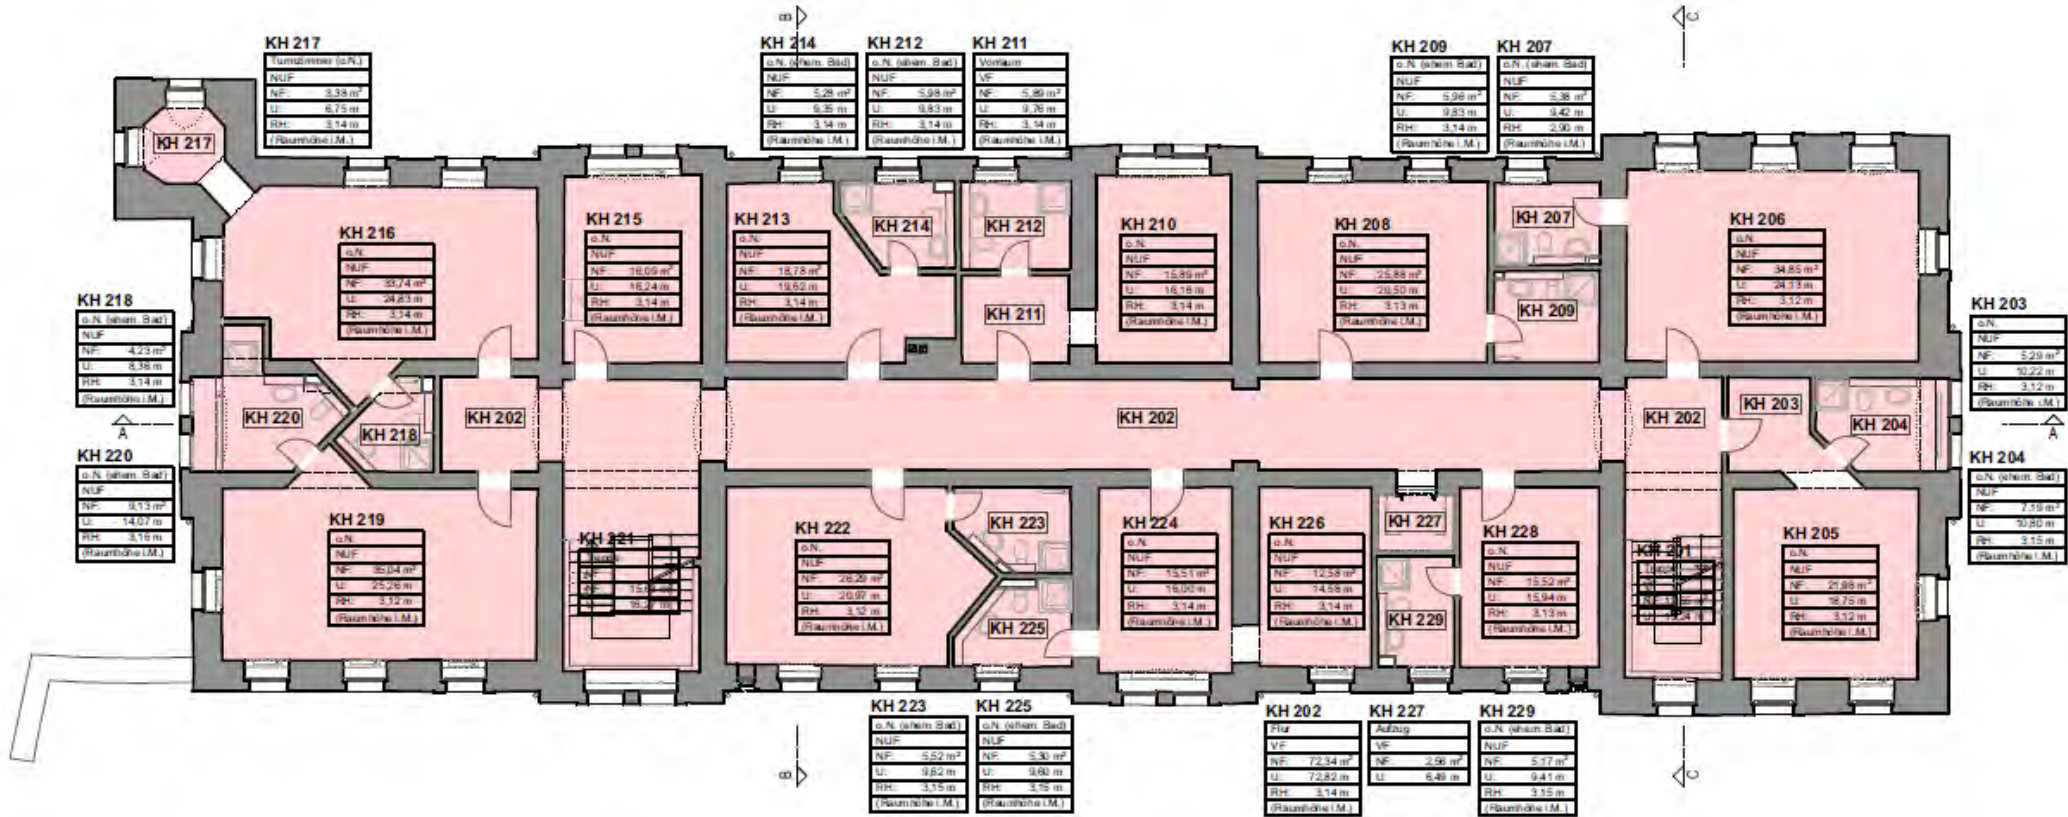 B
C
KH 217
Turmzimmer (o.N.)
NUF
NF: 3,38 m²
U: 6,75 m
RH: 3,14 m
(Raumhöhe i.M.)
KH 214
o.N. (ehem. Bad)
NUF
NF: 5,28 m²
U: 9,35 m
RH: 3,14 m
(Raumhöhe i.M.)
KH 212
o.N. (ehem. Bad)
NUF
NF: 5,98 m²
U: 9,83 m
RH: 3,14 m
(Raumhöhe i.M.)
KH 211
Vorraum
VF
NF: 5,89 m²
U: 9,76 m
RH: 3,14 m
(Raumhöhe i.M.)
KH 209
o.N. (ehem. Bad)
NUF
NF: 5,96 m²
U: 9,83 m
RH: 3,14 m
(Raumhöhe i.M.)
KH 207
o.N. (ehem. Bad)
NUF
NF: 5,38 m²
U: 9,42 m
RH: 2,90 m
(Raumhöhe i.M.)
KH 217
KH 216
o.N.
NUF
NF: 33,74 m²
U: 24,83 m
RH: 3,14 m
(Raumhöhe i.M.)
KH 215
o.N.
NUF
NF: 16,09 m²
U: 16,24 m
RH: 3,14 m
(Raumhöhe i.M.)
KH 213
o.N.
NUF
NF: 18,78 m²
U: 19,62 m
RH: 3,14 m
(Raumhöhe i.M.)
KH 214
KH 212
KH 211
KH 210
o.N.
NUF
NF: 15,89 m²
U: 16,18 m
RH: 3,14 m
(Raumhöhe i.M.)
KH 208
o.N.
NUF
NF: 25,88 m²
U: 20,50 m
RH: 3,13 m
(Raumhöhe i.M.)
KH 207
KH 209
KH 206
o.N.
NUF
NF: 34,85 m²
U: 24,13 m
RH: 3,12 m
(Raumhöhe i.M.)
KH 218
o.N. (ehem. Bad)
NUF
NF: 4,23 m²
U: 8,36 m
RH: 3,14 m
(Raumhöhe i.M.)
KH 203
o.N.
NUF
NF: 5,29 m²
U: 10,22 m
RH: 3,12 m
(Raumhöhe i.M.)
A
KH 220
KH 218
KH 202
KH 202
KH 202
KH 203
KH 204
A
KH 220
o.N. (ehem. Bad)
NUF
NF: 9,13 m²
U: 14,07 m
RH: 3,16 m
(Raumhöhe i.M.)
KH 204
o.N. (ehem. Bad)
NUF
NF: 7,19 m²
U: 10,80 m
RH: 3,15 m
(Raumhöhe i.M.)
KH 219
o.N.
NUF
NF: 35,04 m²
U: 25,26 m
RH: 3,12 m
(Raumhöhe i.M.)
KH 221
KH 222
o.N.
NUF
NF: 26,29 m²
U: 20,97 m
RH: 3,12 m
(Raumhöhe i.M.)
KH 223
KH 225
KH 224
o.N.
NUF
NF: 15,51 m²
U: 16,00 m
RH: 3,14 m
(Raumhöhe i.M.)
KH 226
o.N.
NUF
NF: 12,58 m²
U: 14,56 m
RH: 3,14 m
(Raumhöhe i.M.)
KH 227
KH 229
KH 228
o.N.
NUF
NF: 15,52 m²
U: 15,94 m
RH: 3,13 m
(Raumhöhe i.M.)
KH 201
KH 205
o.N.
NUF
NF: 21,98 m²
U: 18,75 m
RH: 3,12 m
(Raumhöhe i.M.)
KH 223
o.N. (ehem. Bad)
NUF
NF: 5,52 m²
U: 9,62 m
RH: 3,15 m
(Raumhöhe i.M.)
KH 225
o.N. (ehem. Bad)
NUF
NF: 5,30 m²
U: 9,60 m
RH: 3,15 m
(Raumhöhe i.M.)
KH 202
Flur
VF
NF: 72,34 m²
U: 72,82 m
RH: 3,14 m
(Raumhöhe i.M.)
KH 227
Aufzug
VF
NF: 2,56 m²
U: 6,49 m
KH 229
o.N. (ehem. Bad)
NUF
NF: 5,17 m²
U: 9,41 m
RH: 3,15 m
(Raumhöhe i.M.)
B
C